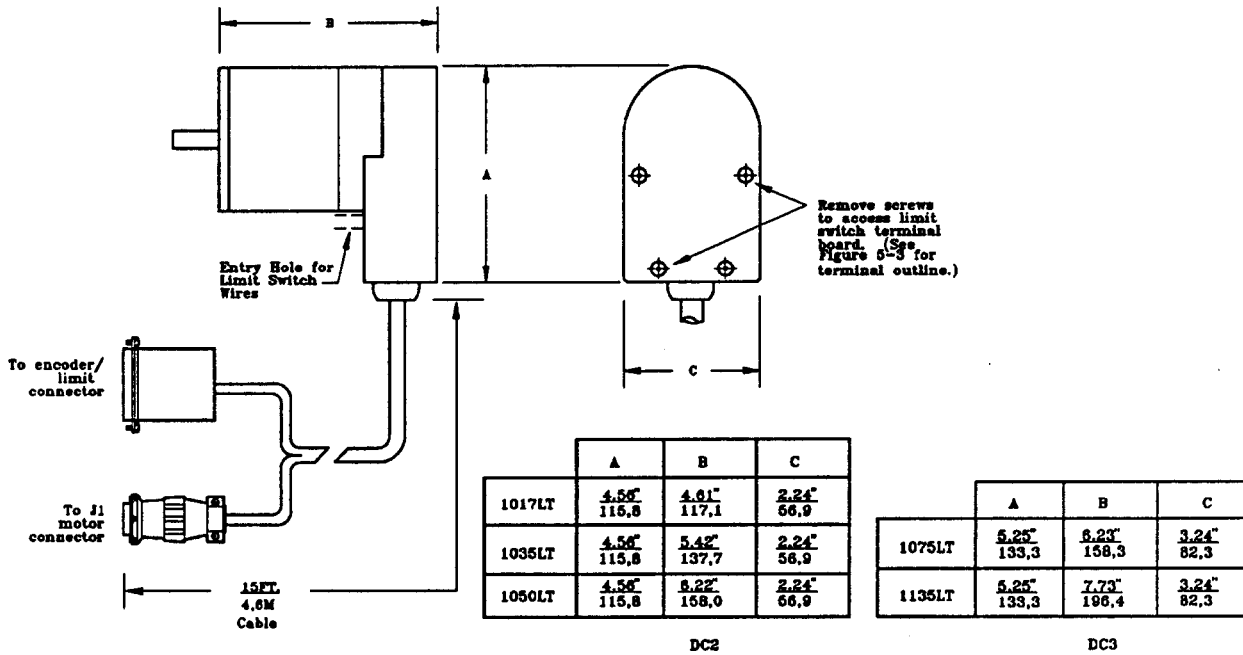 B
A
Remove screws
to access limit
switch terminal
board. (See
Figure 5-3 for
terminal outline.)
Entry Hole for
Limit Switch
Wires
C
To encoder/
limit
connector
To J1
motor
connector
15FT.
4,6M
Cable
A B C
1017LT 4.56" 4.61" 2.24"
115,8 117,1 56,9
1035LT 4.56" 5.42" 2.24"
115,8 137,7 56,9
1050LT 4.56" 6.22" 2.24"
115,8 158,0 56,9
DC2
A B C
1075LT 5.25" 6.23" 3.24"
133,3 158,3 82,3
1135LT 5.25" 7.73" 3.24"
133,3 196,4 82,3
DC3